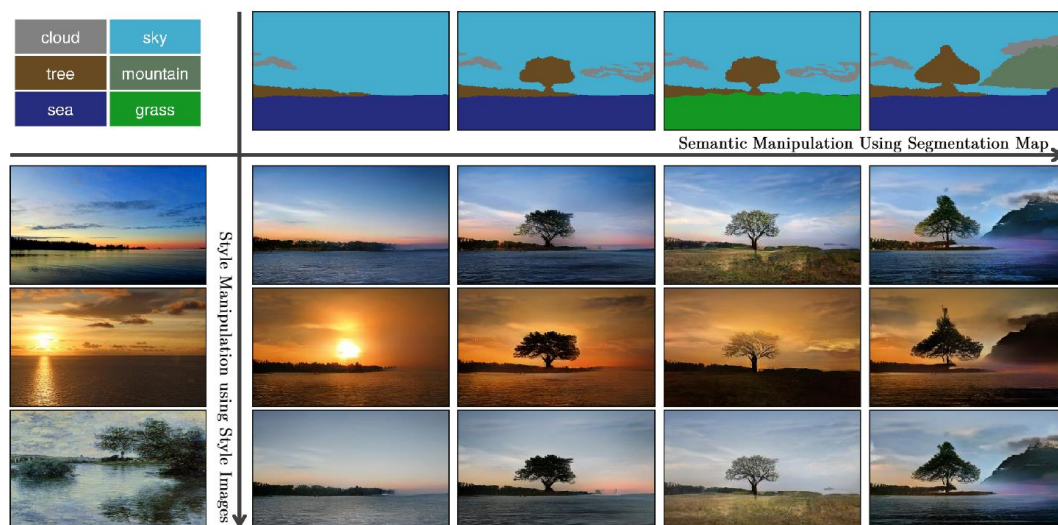 cloud sky
tree mountain
sea grass
Semantic Manipulation Using Segmentation Map
Style Manipulation using Style Images